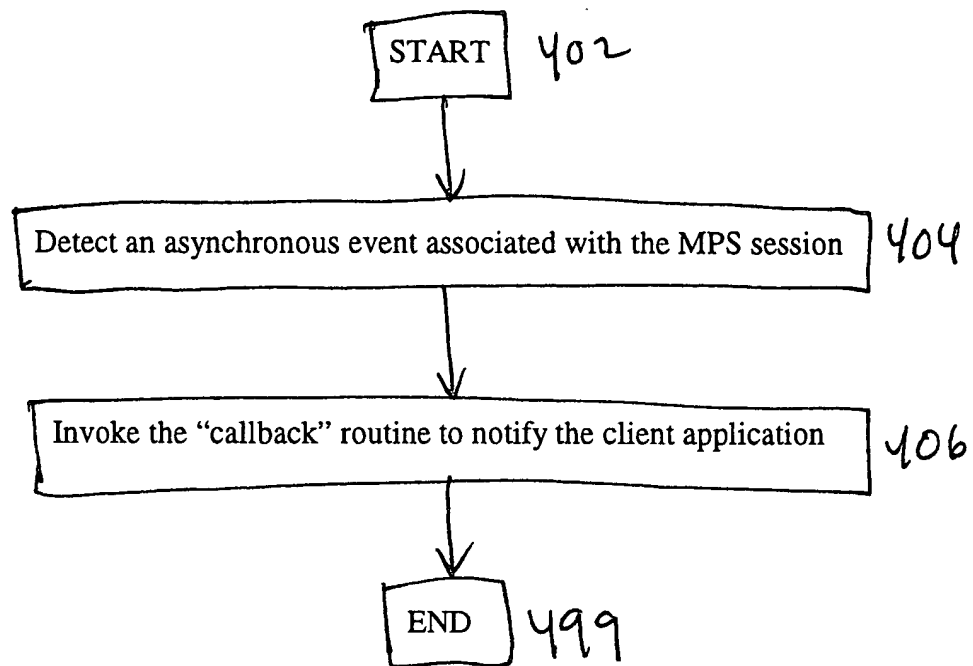 START 402
Detect an asynchronous event associated with the MPS session 404
Invoke the “callback” routine to notify the client application 406
END 499